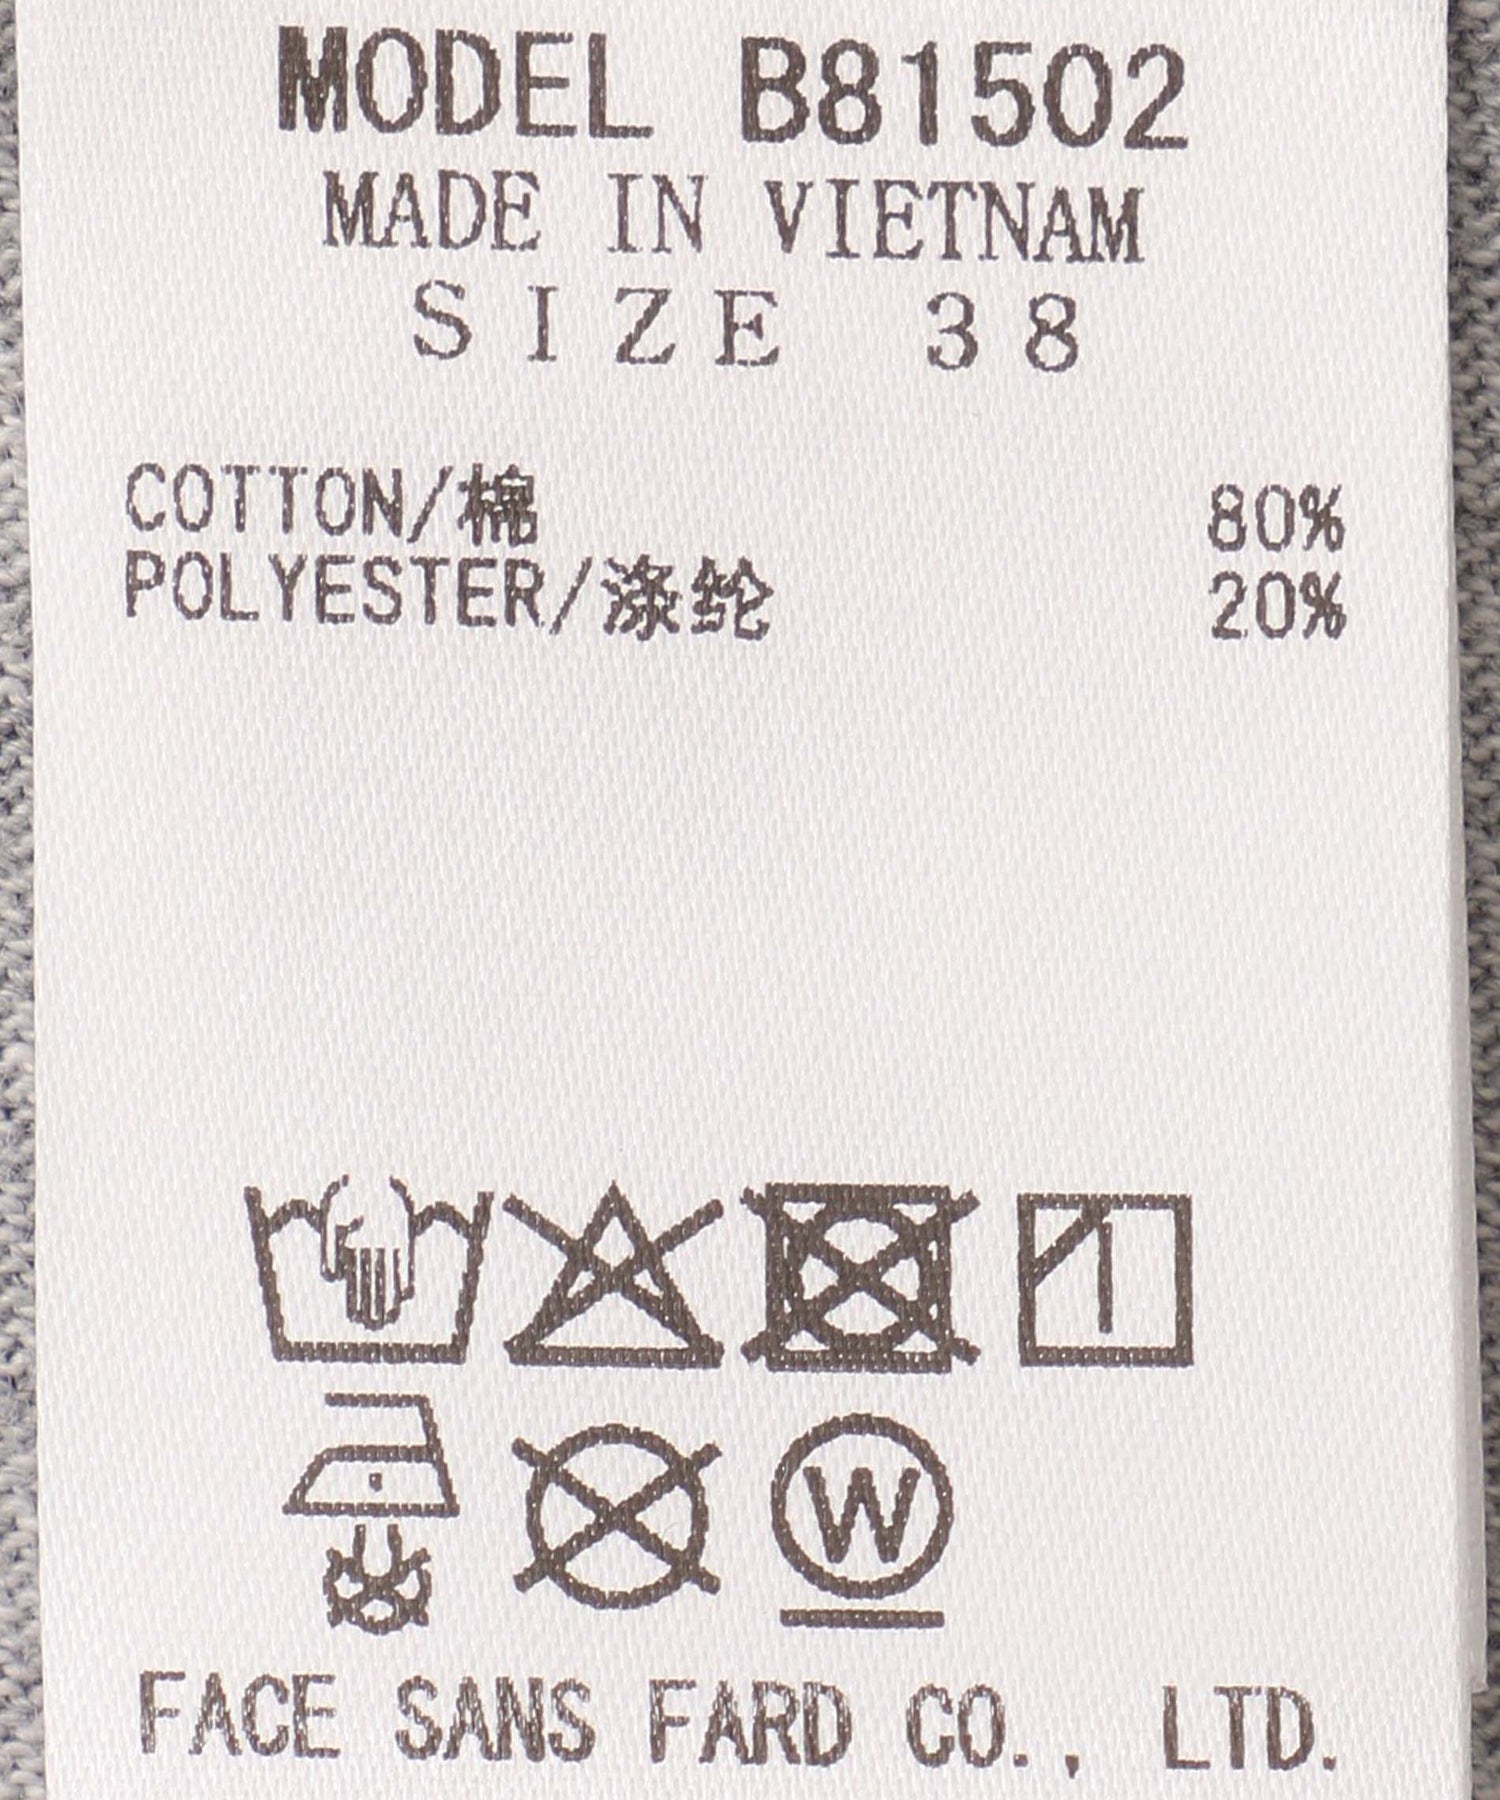 MODEL B81502
MADE IN VIETNAM
SIZE 38
COTTON/棉 80%
POLYESTER/涤纶 20%
W
FACE SANS FARD CO., LTD.